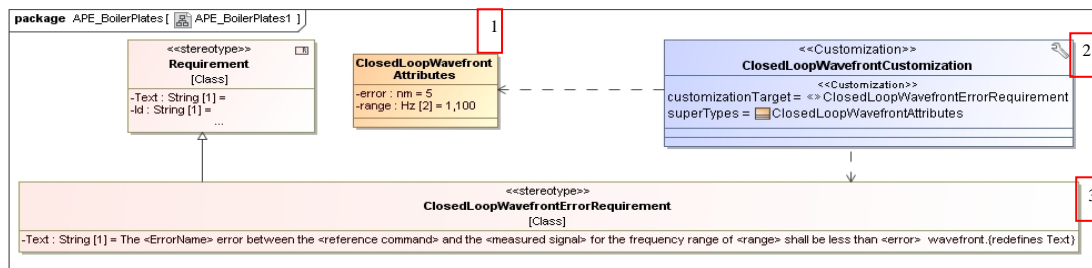 package APE_BoilerPlates [ APE_BoilerPlates1 ]
1
<<stereotype>>
Requirement
[Class]
-Text : String [1] =
-Id : String [1] =
...
ClosedLoopWavefront
Attributes
-error : nm = 5
-range : Hz [2] = 1,100
2
<<Customization>>
ClosedLoopWavefrontCustomization
<<Customization>>
customizationTarget = <> ClosedLoopWavefrontErrorRequirement
superTypes = ClosedLoopWavefrontAttributes
3
<<stereotype>>
ClosedLoopWavefrontErrorRequirement
[Class]
-Text : String [1] = The <ErrorName> error between the <reference command> and the <measured signal> for the frequency range of <range> shall be less than <error> wavefront.{redefines Text}